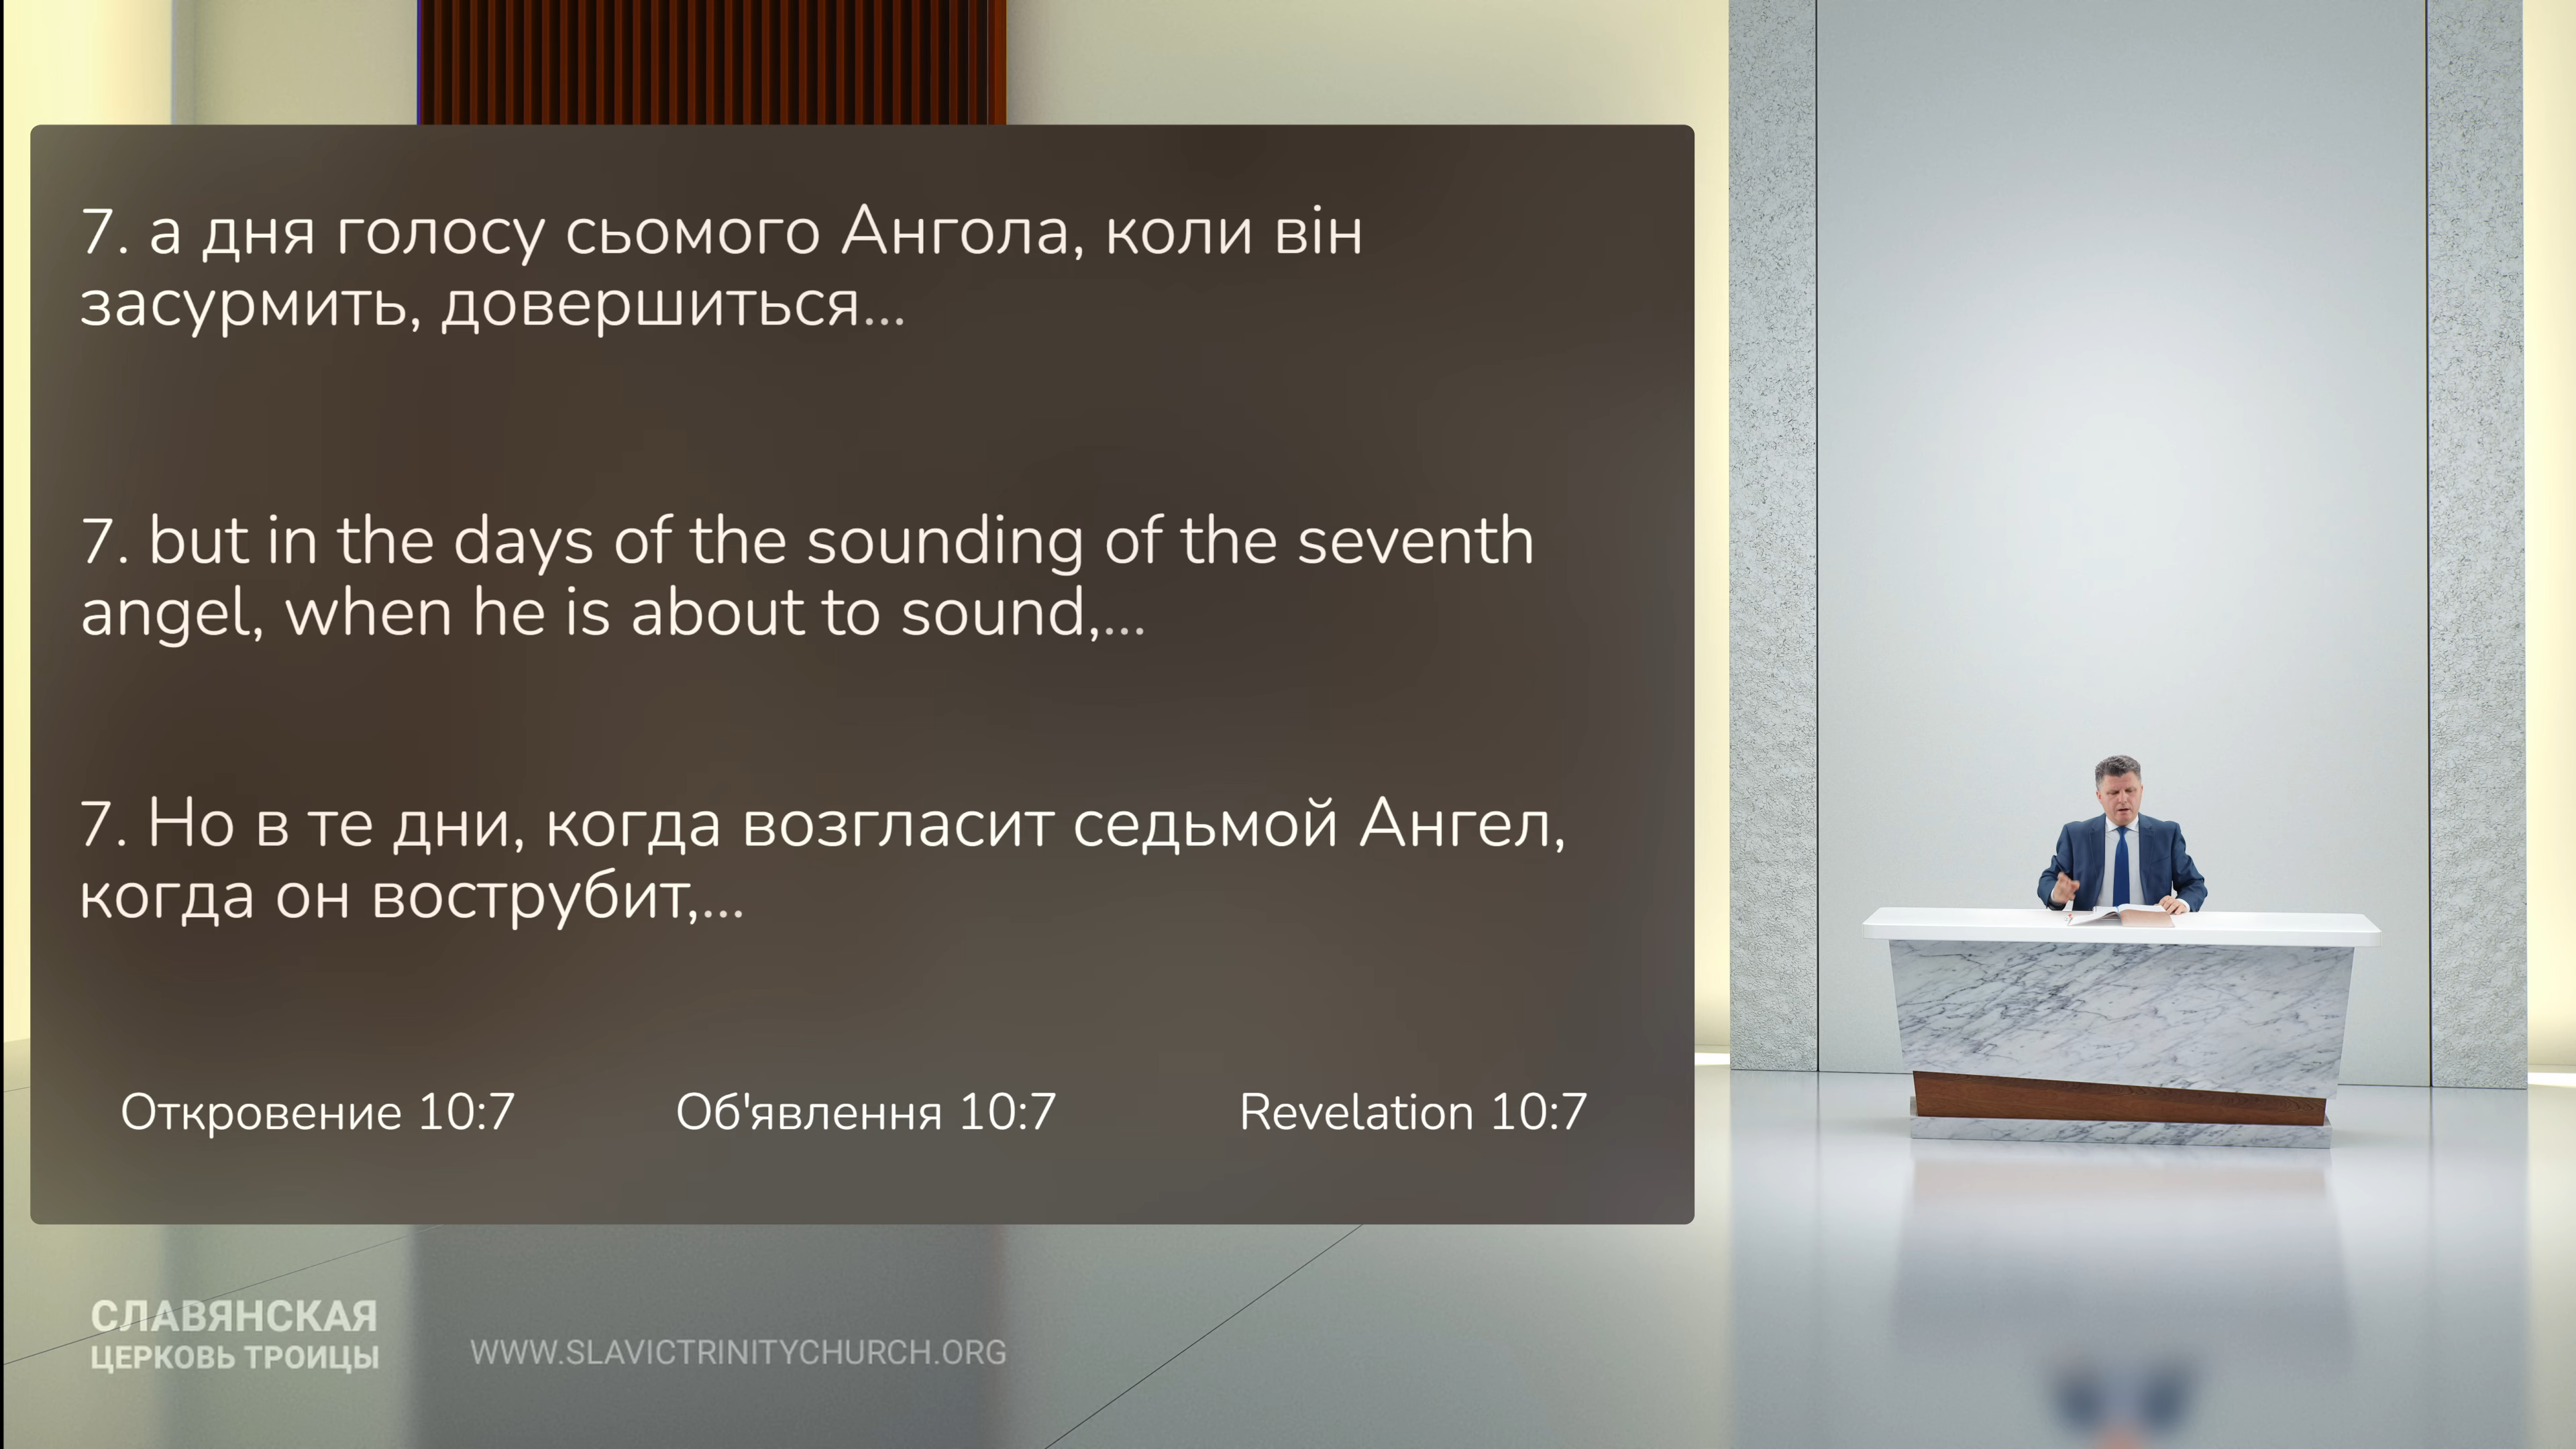 7. а дня голосу сьомого Ангола, коли він
засурмить, довершиться...
7. but in the days of the sounding of the seventh
angel, when he is about to sound,...
7. Но в те дни, когда возгласит седьмой Ангел,
когда он вострубит,...
Откровение 10:7
Об'явлення 10:7
Revelation 10:7
СЛАВЯНСКАЯ
ЦЕРКОВЬ ТРОИЦЫ
WWW.SLAVICTRINITYCHURCH.ORG